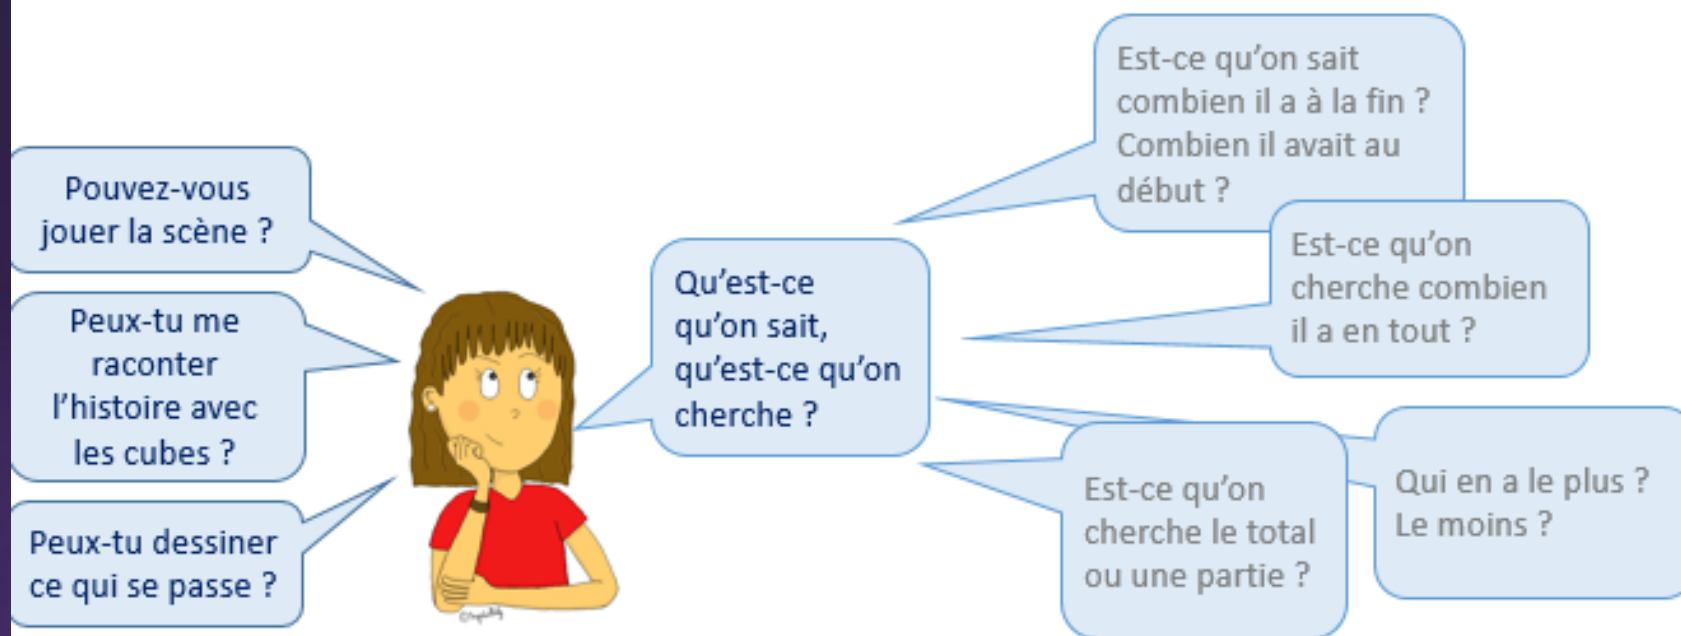 Pouvez-vous
jouer la scène ?
Peux-tu me
raconter
l'histoire avec
les cubes ?
Peux-tu dessiner
ce qui se passe ?
Qu'est-ce
qu'on sait,
qu'est-ce qu'on
cherche ?
Est-ce qu'on sait
combien il a à la fin ?
Combien il avait au
début ?
Est-ce qu'on
cherche combien
il a en tout ?
Est-ce qu'on
cherche le total
ou une partie ?
Qui en a le plus ?
Le moins ?